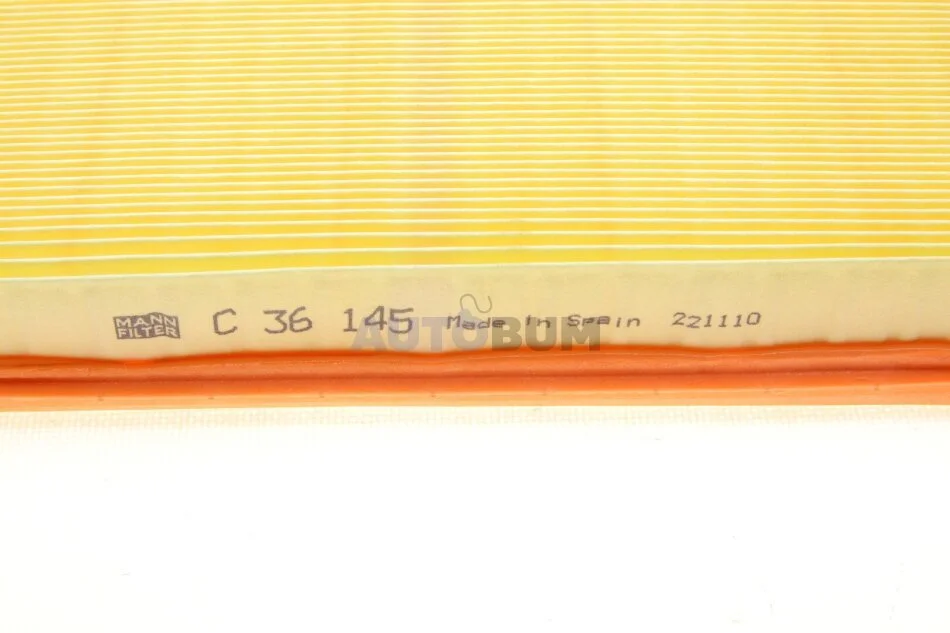 MANN
FILTER
C 36 145 Made in Spain 221110
AUTOBUM